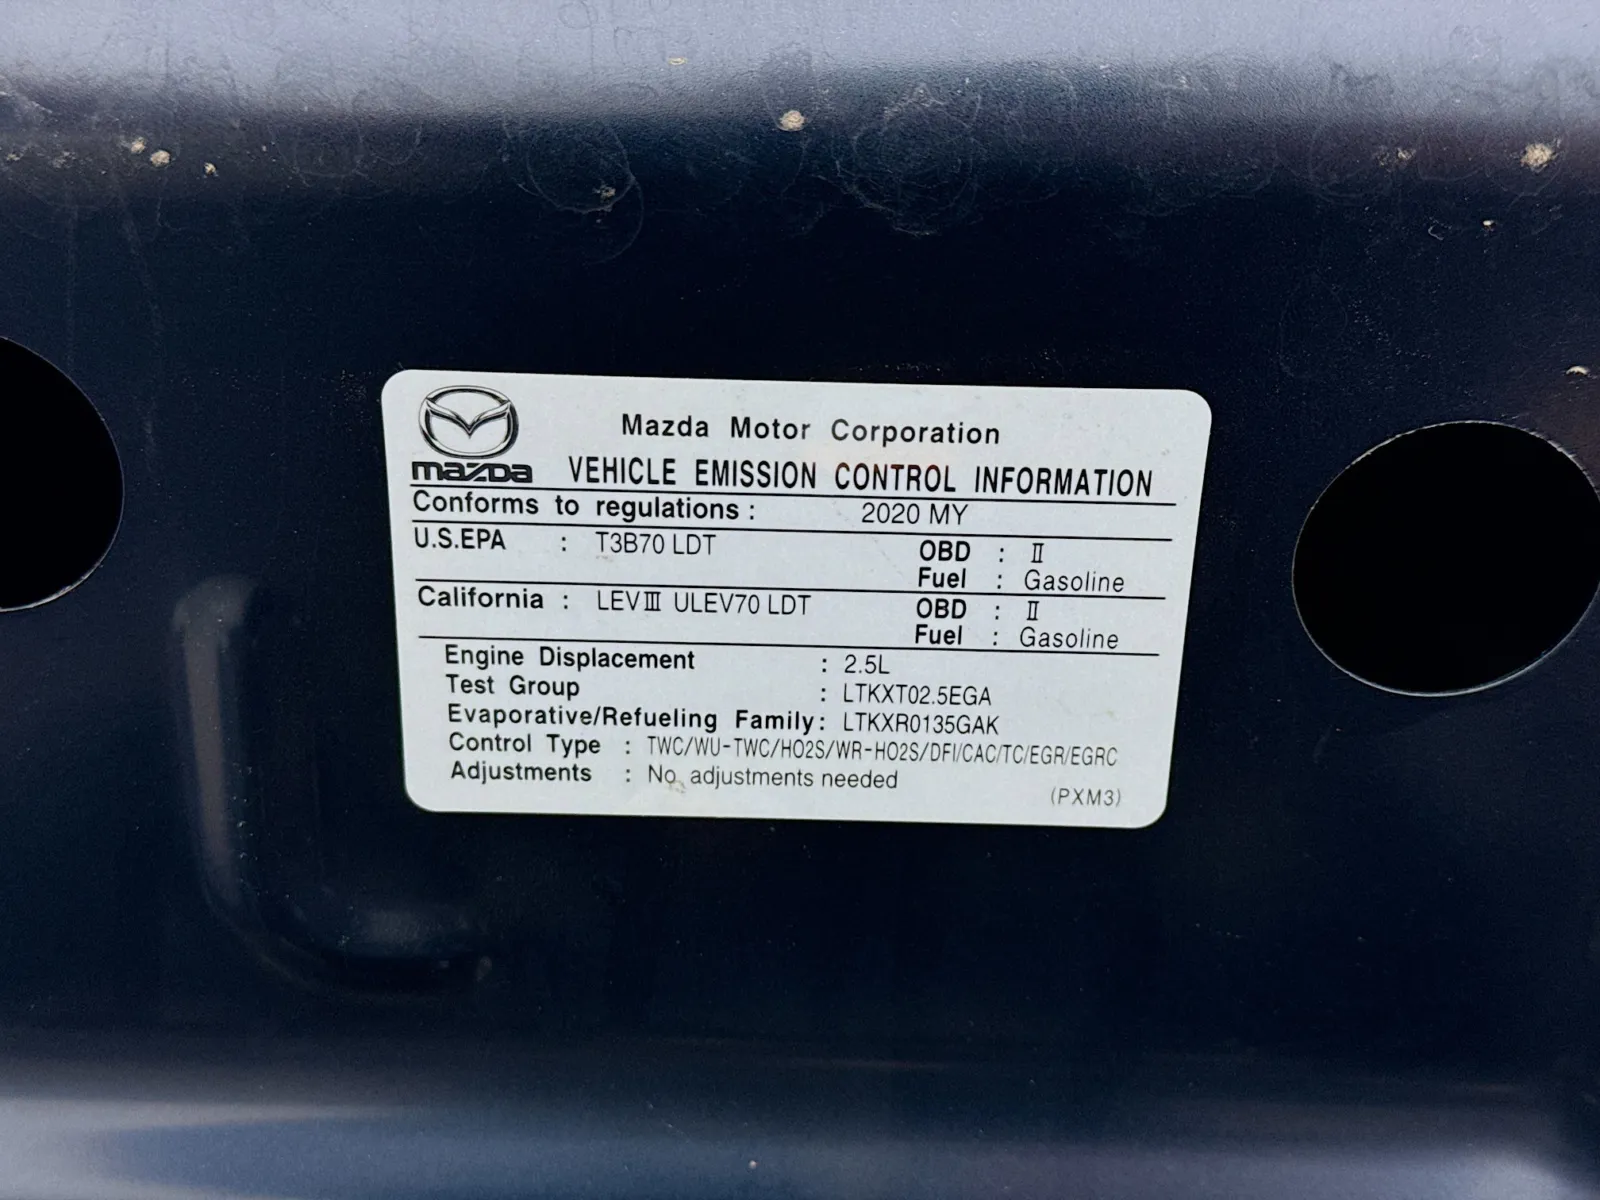 mazda
Mazda Motor Corporation
VEHICLE EMISSION CONTROL INFORMATION
Conforms to regulations : 2020 MY
U.S.EPA : T3B70 LDT OBD : II
Fuel : Gasoline
California : LEVIII ULEV70 LDT OBD : II
Fuel : Gasoline
Engine Displacement : 2.5L
Test Group : LTKXT02.5EGA
Evaporative/Refueling Family: LTKXR0135GAK
Control Type : TWC/WU-TWC/HO2S/WR-HO2S/DFI/CAC/TC/EGR/EGRC
Adjustments : No adjustments needed
(PXM3)